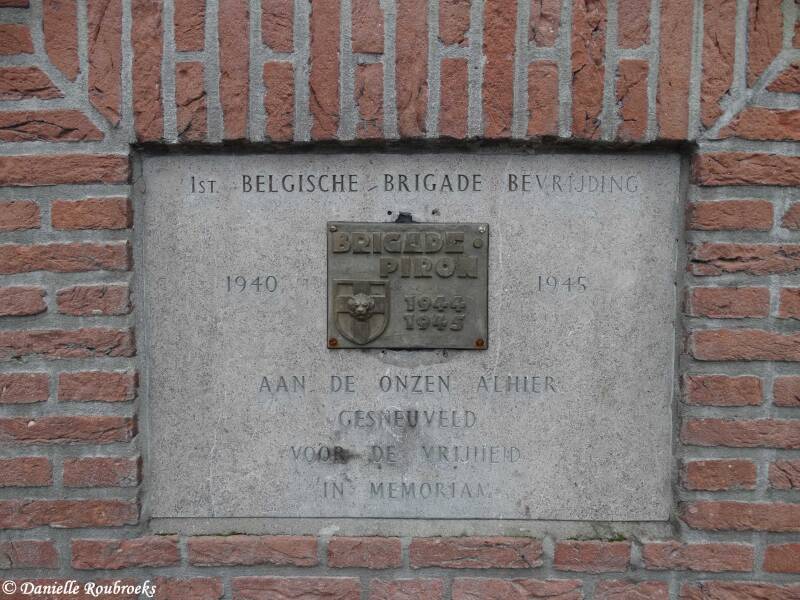 1ST. BELGISCHE BRIGADE BEVRIJDING
BRIGADE
PIRON
1940
1944
1945
1945
AAN DE ONZEN ALHIER
GESNEUVELD
VOOR DE VRIJHEID
IN MEMORIAM
© Danielle Roubroeks